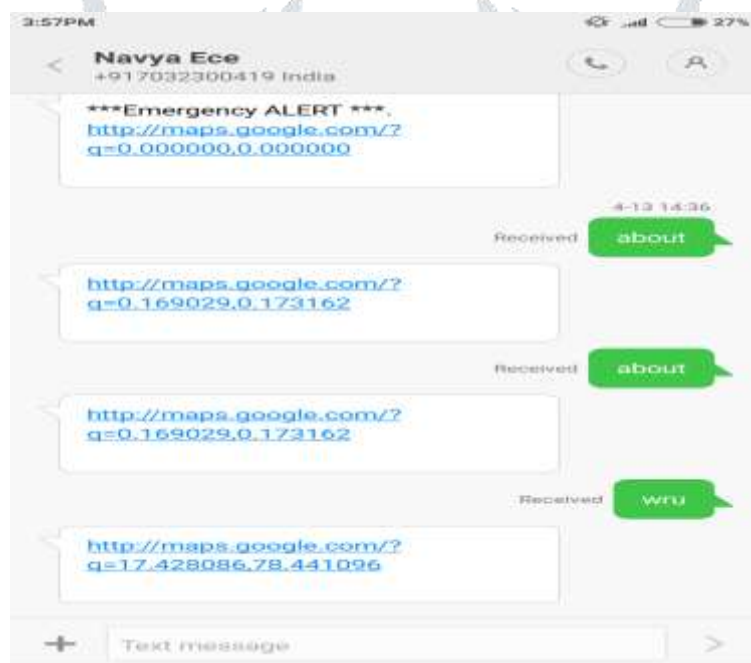 3:57PM 27%
Navya Ece
+917032300419 India
***Emergency ALERT ***.
http://maps.google.com/?
q=0.000000,0.000000
4-13 14:36
Received about
http://maps.google.com/?
q=0.169029,0.173162
Received about
http://maps.google.com/?
q=0.169029,0.173162
Received wru
http://maps.google.com/?
q=17.428086,78.441096
Text message